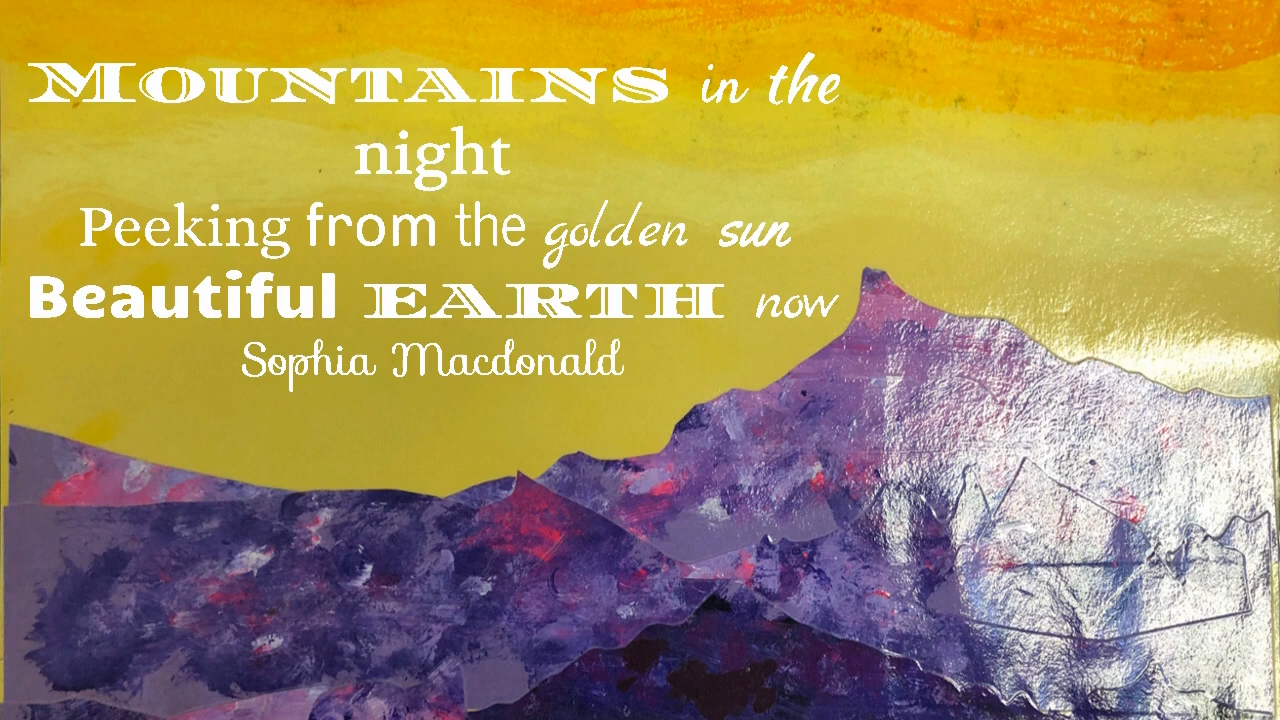 MOUNTAINS in the
night
Peeking from the golden sun
Beautiful EARTH now
Sophia Macdonald